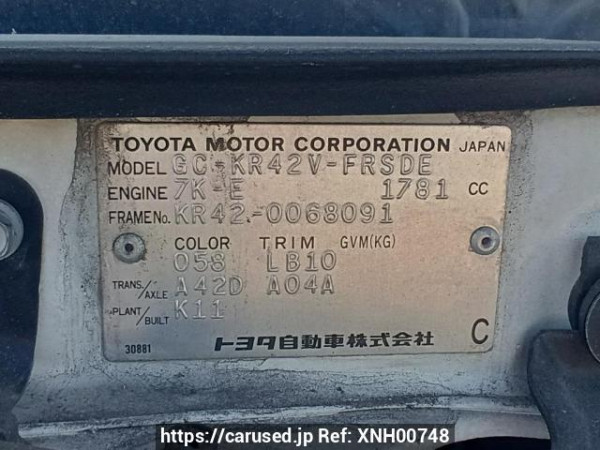 TOYOTA MOTOR CORPORATION JAPAN
MODEL GC-KR42V-FRSDE
ENGINE 7K-E 1781 CC
FRAME No. KR42-0068091
COLOR TRIM GVM(KG)
058 LB10
TRANS./AXLE A42D A04A
PLANT/BUILT K11
30881 トヨタ自動車株式会社 C
https://carused.jp Ref: XNH00748